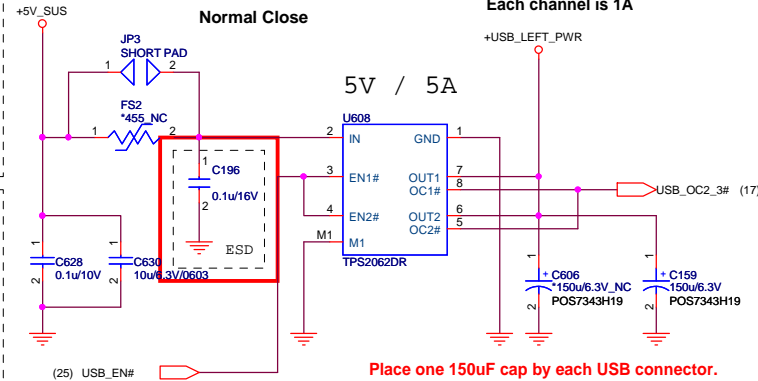 Each channel is 1A
+5V_SUS
Normal Close
+USB_LEFT_PWR
JP3
SHORT PAD
1
2
5V / 5A
FS2
*455_NC
1
2
U608
2
IN
GND
1
C196
0.1u/16V
1
2
3
EN1#
OUT1
7
OC1#
8
USB_OC2_3# (17)
4
EN2#
OUT2
6
OC2#
5
ESD
M1
M1
TPS2062DR
1
2
C628
0.1u/10V
1
2
C630
10u/6.3V/0603
1
2
+
C606
*150u/6.3V_NC
POS7343H19
1
2
+
C159
150u/6.3V
POS7343H19
(25) USB_EN#
Place one 150uF cap by each USB connector.